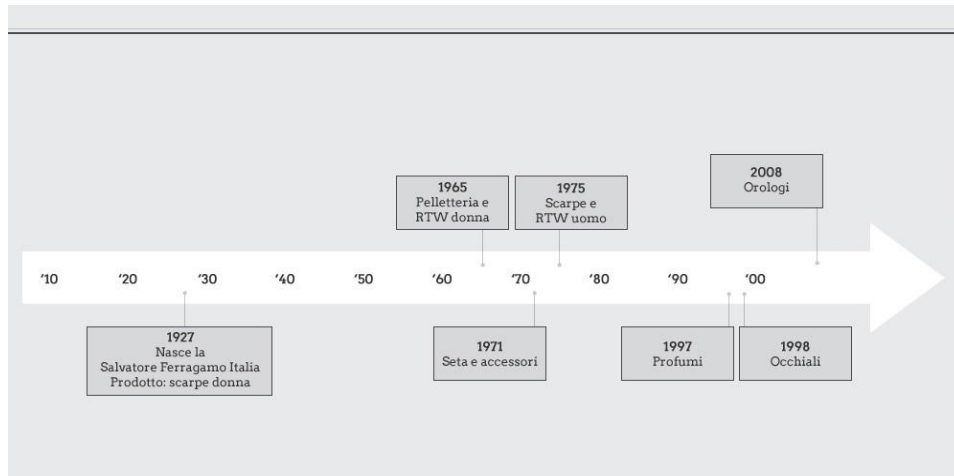 1965
Pelletteria e
RTW donna
1975
Scarpe e
RTW uomo
2008
Orologi
'10 '20 '30 '40 '50 '60 '70 '80 '90 '00
1927
Nasce la
Salvatore Ferragamo Italia
Prodotto: scarpe donna
1971
Seta e accessori
1997
Profumi
1998
Occhiali